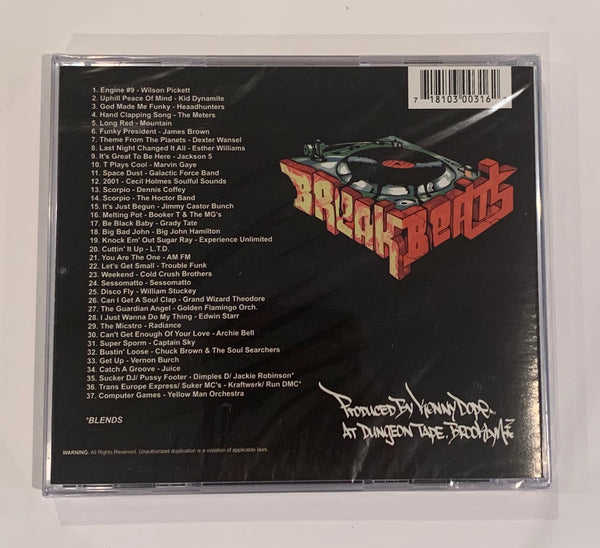 1. Engine #9 - Wilson Pickett
2. Uphill Peace Of Mind - Kid Dynamite
3. God Made Me Funky - Heaadhunters
4. Hand Clapping Song - The Meters
5. Long Red - Mountain
6. Funky President - James Brown
7. Theme From The Planets - Dexter Wansel
8. Last Night Changed It All - Esther Williams
9. It's Great To Be Here - Jackson 5
10. T Plays Cool - Marvin Gaye
11. Space Dust - Galactic Force Band
12. 2001 - Cecil Holmes Soulful Sounds
13. Scorpio - Dennis Coffey
14. Scorpio - The Hoctor Band
15. It's Just Begun - Jimmy Castor Bunch
16. Melting Pot - Booker T & The MG's
17. Be Black Baby - Grady Tate
18. Big Bad John - Big John Hamilton
19. Knock Em' Out Sugar Ray - Experience Unlimited
20. Cuttin' It Up - L.T.D.
21. You Are The One - AM FM
22. Let's Get Small - Trouble Funk
23. Weekend - Cold Crush Brothers
24. Sessomatto - Sessomatto
25. Disco Fly - William Stuckey
26. Can I Get A Soul Clap - Grand Wizard Theodore
27. The Guardian Angel - Golden Flamingo Orch.
28. I Just Wanna Do My Thing - Edwin Starr
29. The Micstro - Radiance
30. Can't Get Enough Of Your Love - Archie Bell
31. Super Sporm - Captain Sky
32. Bustin' Loose - Chuck Brown & The Soul Searchers
33. Get Up - Vernon Burch
34. Catch A Groove - Juice
35. Sucker DJ/ Pussy Footer - Dimples D/ Jackie Robinson*
36. Trans Europe Express/ Suker MC's - Kraftwerk/ Run DMC*
37. Computer Games - Yellow Man Orchestra
*BLENDS
WARNING: All Rights Reserved. Unauthorized duplication is a violation of applicable laws.
7 18103 00316
BREAK BEATS
PRODUCED BY KENNY DOPE
AT DUNGEON TAPE, BROOKLYN